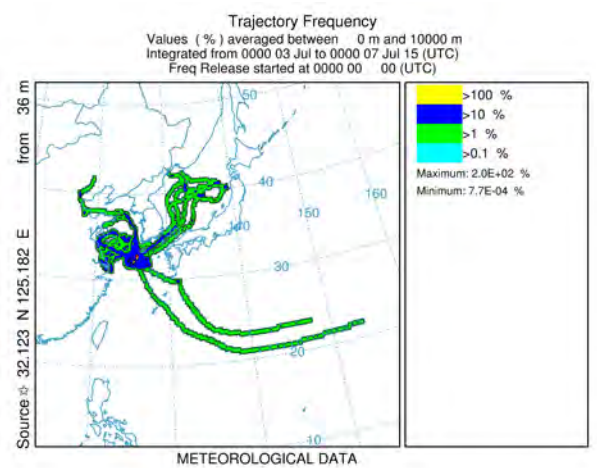 Trajectory Frequency
Values ( % ) averaged between 0 m and 10000 m
Integrated from 0000 03 Jul to 0000 07 Jul 15 (UTC)
Freq Release started at 0000 00 00 (UTC)
Source ☆ 32.123 N 125.182 E from 36 m
50
40
160
150
40
30
20
10
>100 %
>10 %
>1 %
>0.1 %
Maximum: 2.0E+02 %
Minimum: 7.7E-04 %
METEOROLOGICAL DATA